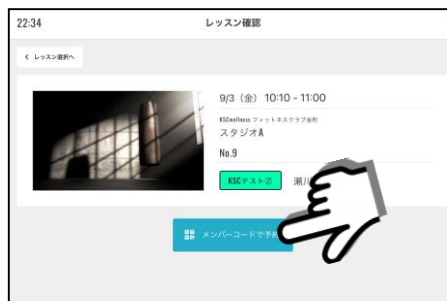 22:34
レッスン確認
< レッスン選択へ
9/3（金）10:10 - 11:00
KSCwellness フィットネスクラブ金町
スタジオA
No.9
KSCテスト② 瀬川
メンバーコードで予約